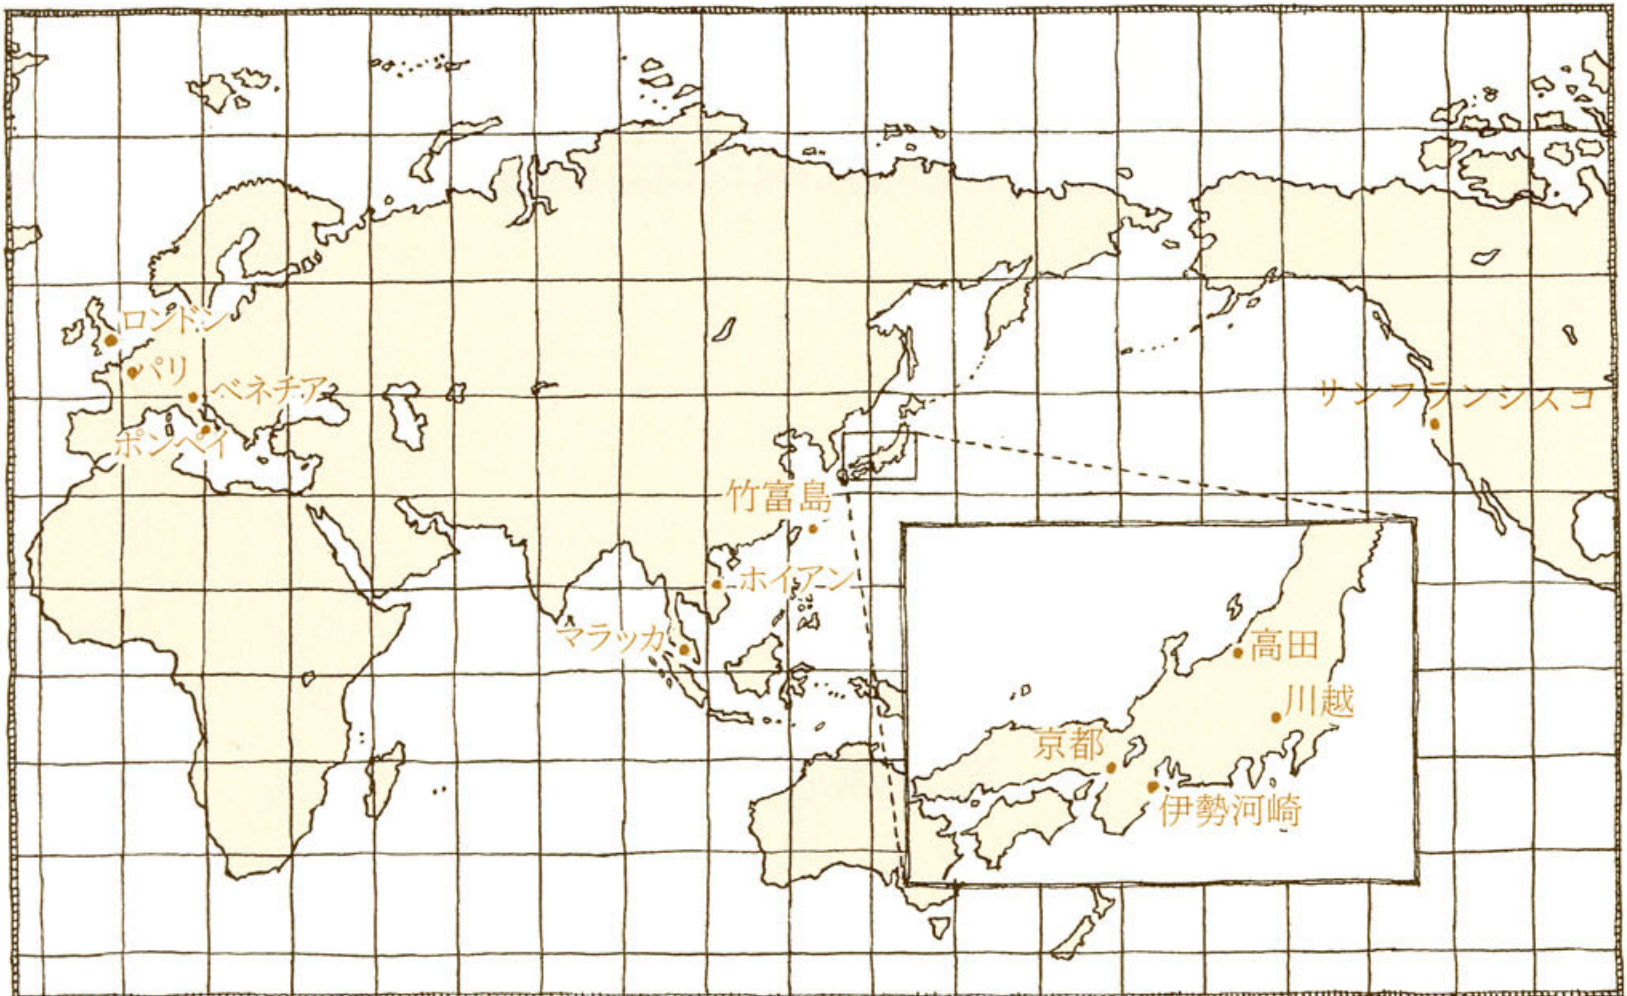 ロンドン
パリ
ベネチア
ポンペイ
サンフランシスコ
竹富島
ホイアン
マラッカ
高田
川越
京都
伊勢河崎